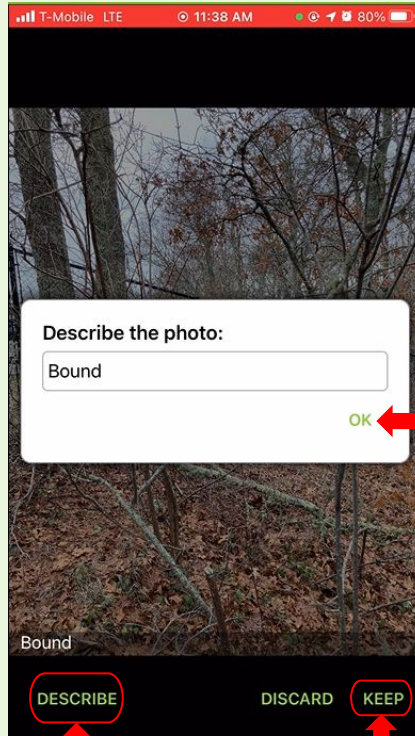 T-Mobile LTE 11:38 AM 80%
Describe the photo:
Bound
OK
Bound
DESCRIBE DISCARD KEEP